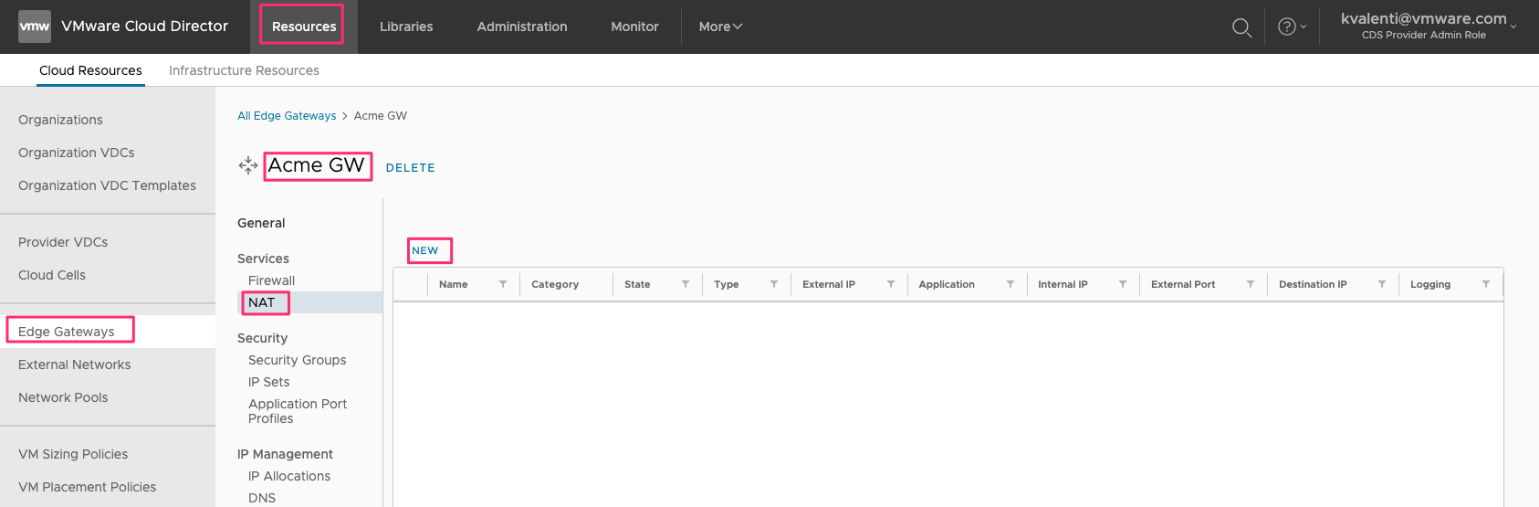 vmw VMware Cloud Director Resources Libraries Administration Monitor More kvalenti@vmware.com
CDS Provider Admin Role
Cloud Resources Infrastructure Resources
Organizations
Organization VDCs
Organization VDC Templates
Provider VDCs
Cloud Cells
Edge Gateways
External Networks
Network Pools
VM Sizing Policies
VM Placement Policies
All Edge Gateways > Acme GW
Acme GW DELETE
General
Services
Firewall
NAT
Security
Security Groups
IP Sets
Application Port
Profiles
IP Management
IP Allocations
DNS
NEW
Name Category State Type External IP Application Internal IP External Port Destination IP Logging